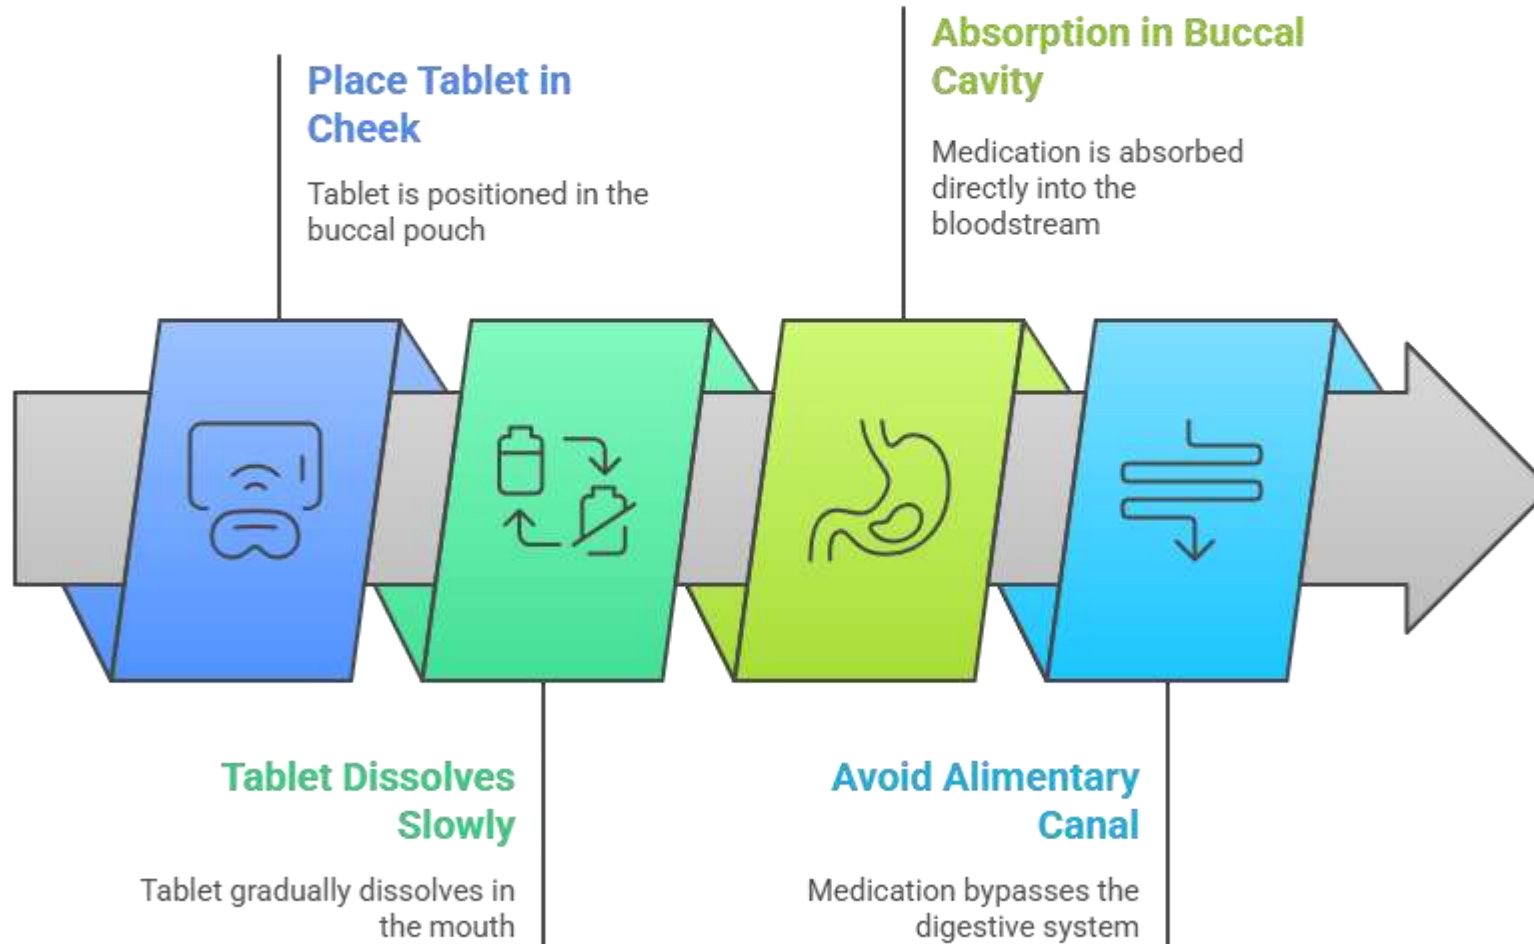 Place Tablet in
Cheek
Tablet is positioned in the
buccal pouch
Absorption in Buccal
Cavity
Medication is absorbed
directly into the
bloodstream
Tablet Dissolves
Slowly
Tablet gradually dissolves in
the mouth
Avoid Alimentary
Canal
Medication bypasses the
digestive system